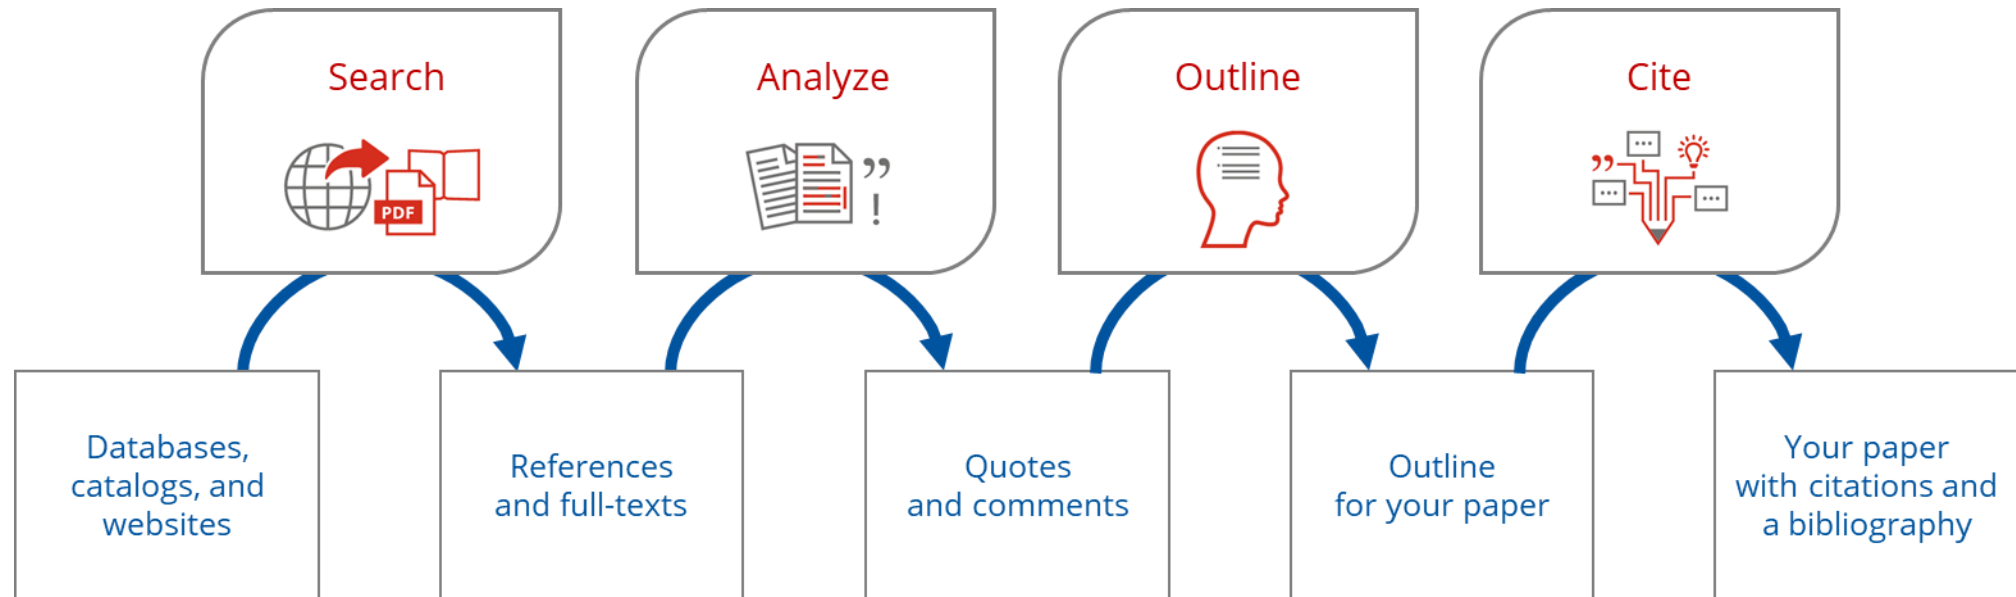 Search
Analyze
Outline
Cite
PDF
”
!
”
Databases,
catalogs, and
websites
References
and full-texts
Quotes
and comments
Outline
for your paper
Your paper
with citations and
a bibliography